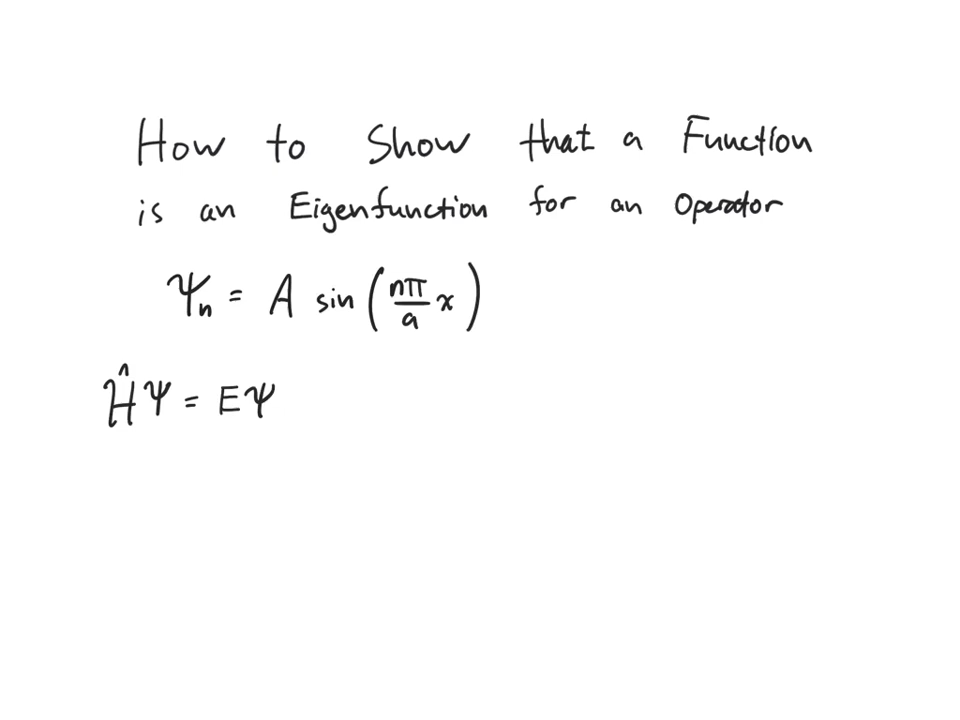 How to Show that a Function
is an Eigenfunction for an Operator
Ψₙ = A sin(nπ/a x)
ĤΨ = EΨ